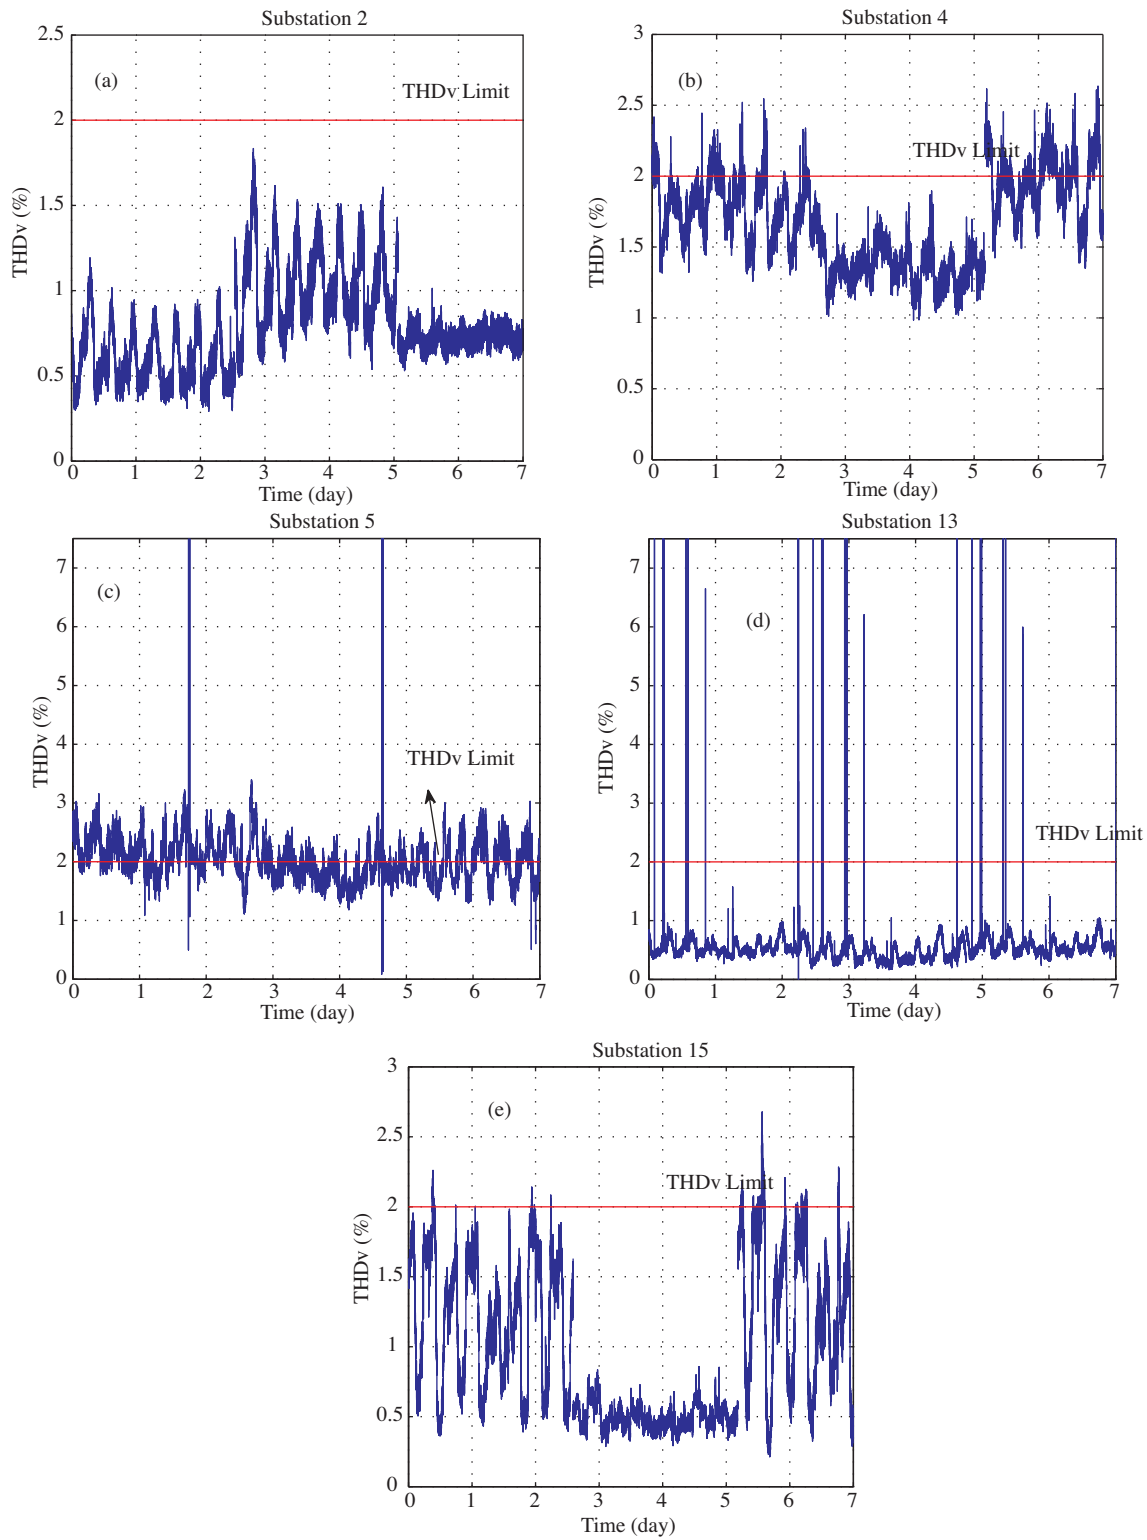 Substation 2
2.5
(a)
THDv Limit
2
1.5
THDv (%)
1
0.5
0
0 1 2 3 4 5 6 7
Time (day)
Substation 4
3
(b)
2.5
THDv Limit
2
THDv (%)
1.5
1
0.5
0
0 1 2 3 4 5 6 7
Time (day)
Substation 5
7
(c)
6
5
THDv (%)
4
THDv Limit
3
2
1
0
0 1 2 3 4 5 6 7
Time (day)
Substation 13
7
(d)
6
5
THDv (%)
4
3
THDv Limit
2
1
0
0 1 2 3 4 5 6 7
Time (day)
Substation 15
3
(e)
2.5
THDv Limit
2
THDv (%)
1.5
1
0.5
0
0 1 2 3 4 5 6 7
Time (day)